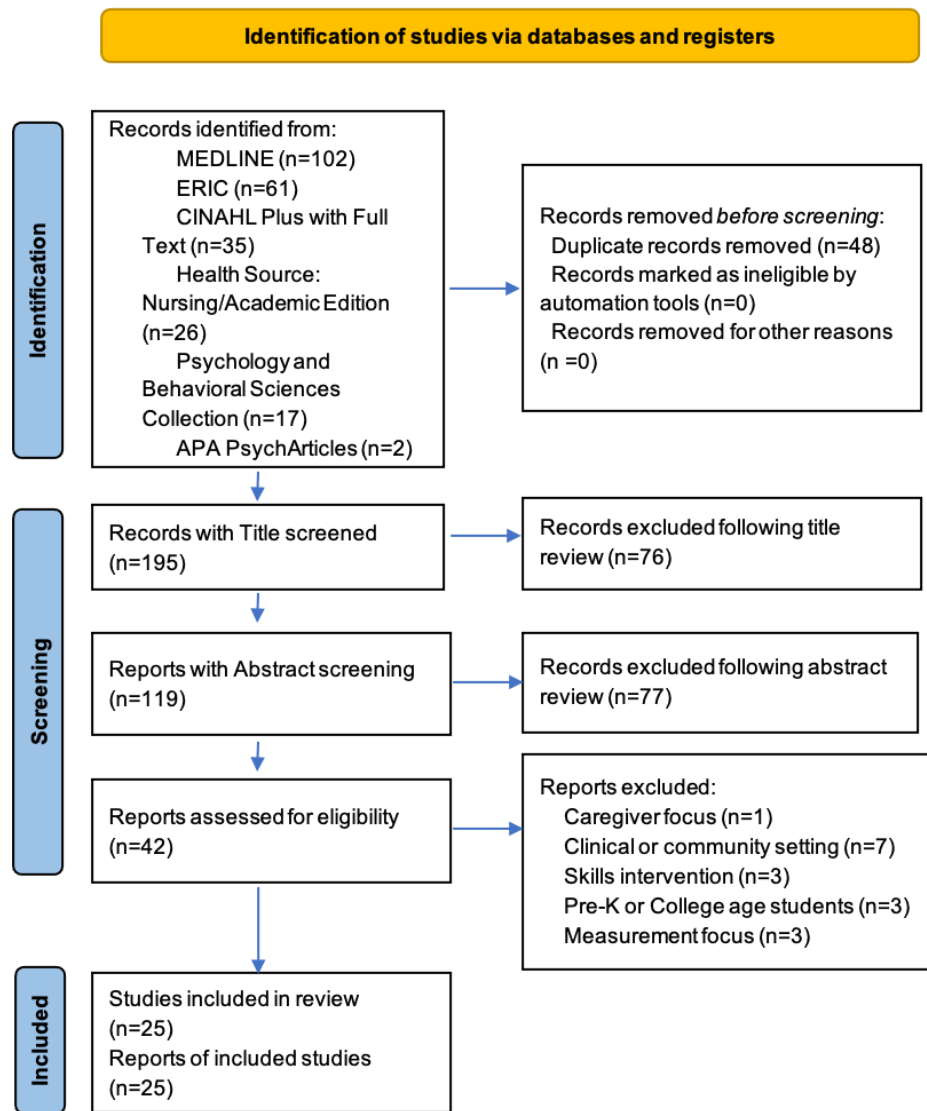 Identification of studies via databases and registers
Identification
Records identified from:
MEDLINE (n=102)
ERIC (n=61)
CINAHL Plus with Full
Text (n=35)
Health Source:
Nursing/Academic Edition
(n=26)
Psychology and
Behavioral Sciences
Collection (n=17)
APA PsychArticles (n=2)
Records removed before screening:
Duplicate records removed (n=48)
Records marked as ineligible by
automation tools (n=0)
Records removed for other reasons
(n =0)
Screening
Records with Title screened
(n=195)
Records excluded following title
review (n=76)
Reports with Abstract screening
(n=119)
Records excluded following abstract
review (n=77)
Reports assessed for eligibility
(n=42)
Reports excluded:
Caregiver focus (n=1)
Clinical or community setting (n=7)
Skills intervention (n=3)
Pre-K or College age students (n=3)
Measurement focus (n=3)
Included
Studies included in review
(n=25)
Reports of included studies
(n=25)